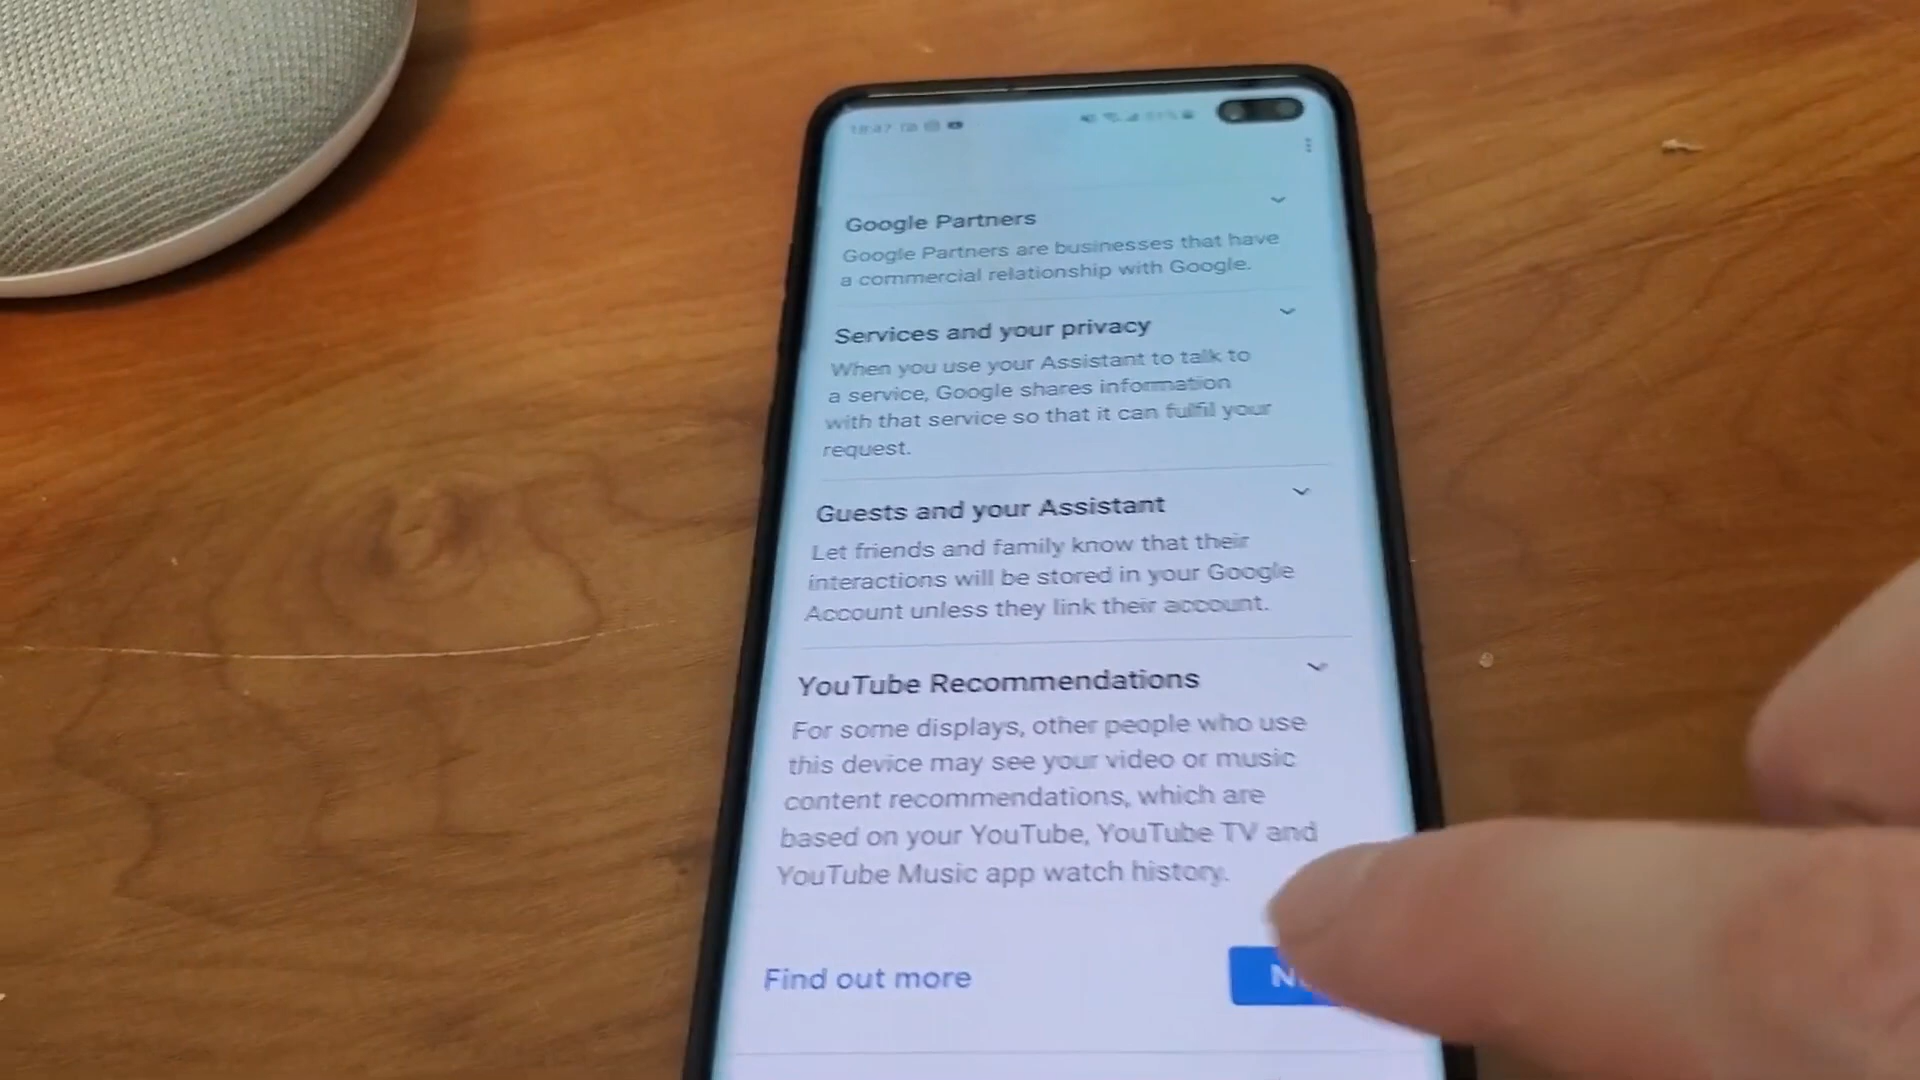 Google Partners
Google Partners are businesses that have
a commercial relationship with Google.
Services and your privacy
When you use your Assistant to talk to
a service, Google shares information
with that service so that it can fulfil your
request.
Guests and your Assistant
Let friends and family know that their
interactions will be stored in your Google
Account unless they link their account.
YouTube Recommendations
For some displays, other people who use
this device may see your video or music
content recommendations, which are
based on your YouTube, YouTube TV and
YouTube Music app watch history.
Find out more